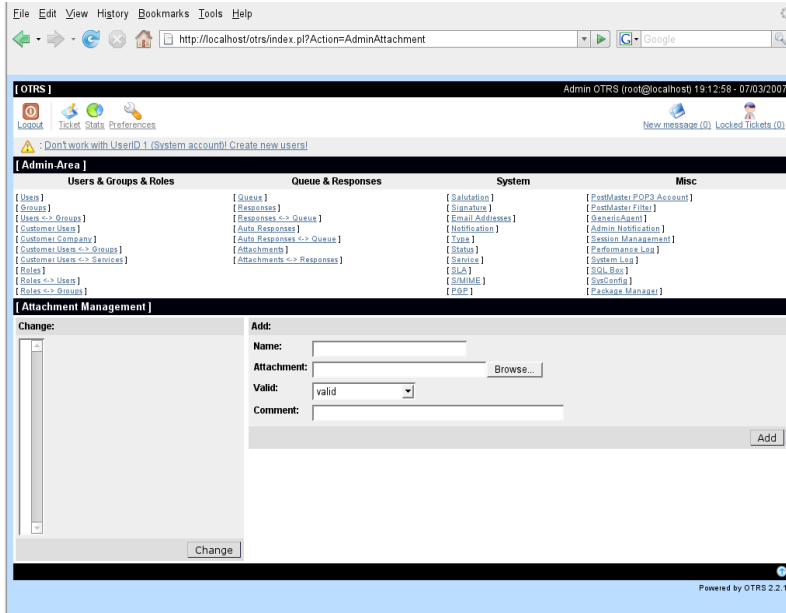 File Edit View History Bookmarks Tools Help
http://localhost/otrs/index.pl?Action=AdminAttachment
G Google
[ OTRS ] Admin OTRS (root@localhost) 19:12:58 - 07/03/2007
Logout Ticket Stats Preferences New message (0) Locked Tickets (0)
: Don't work with UserID 1 (System account)! Create new users!
[ Admin-Area ]
Users & Groups & Roles Queue & Responses System Misc
[ Users ] [ Queue ] [ Salutation ] [ PostMaster POP3 Account ]
[ Groups ] [ Responses ] [ Signature ] [ PostMaster Filter ]
[ Users <-> Groups ] [ Responses <-> Queue ] [ Email Addresses ] [ GenericAgent ]
[ Customer Users ] [ Auto Responses ] [ Notification ] [ Admin Notification ]
[ Customer Company ] [ Auto Responses <-> Queue ] [ Type ] [ Session Management ]
[ Customer Users <-> Groups ] [ Attachments ] [ Status ] [ Performance Log ]
[ Customer Users <-> Services ] [ Attachments <-> Responses ] [ Service ] [ System Log ]
[ Roles ] [ SLA ] [ SQL Box ]
[ Roles <-> Users ] [ S/MIME ] [ SysConfig ]
[ Roles <-> Groups ] [ PGP ] [ Package Manager ]
[ Attachment Management ]
Change: Add:
Name:
Attachment: Browse...
Valid: valid
Comment:
Add
Change
Powered by OTRS 2.2.1